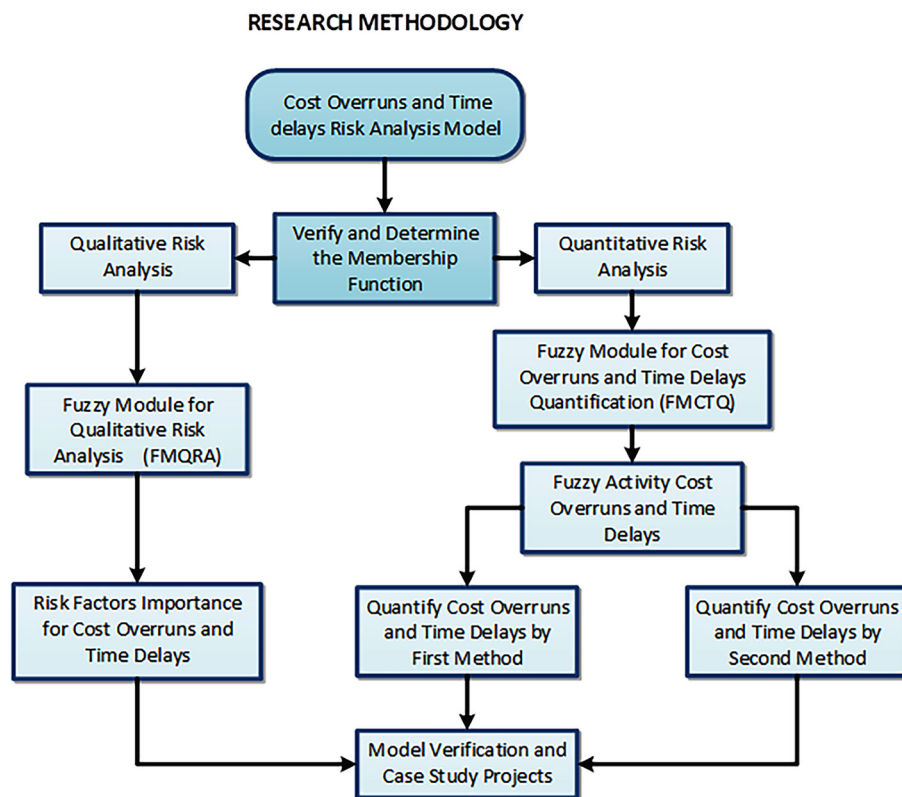 RESEARCH METHODOLOGY
Cost Overruns and Time
delays Risk Analysis Model
Verify and Determine
the Membership
Function
Qualitative Risk
Analysis
Quantitative Risk
Analysis
Fuzzy Module for Cost
Overruns and Time Delays
Quantification (FMCTQ)
Fuzzy Module for
Qualitative Risk
Analysis (FMQRA)
Fuzzy Activity Cost
Overruns and Time
Delays
Risk Factors Importance
for Cost Overruns and
Time Delays
Quantify Cost Overruns
and Time Delays by
First Method
Quantify Cost Overruns
and Time Delays by
Second Method
Model Verification and
Case Study Projects